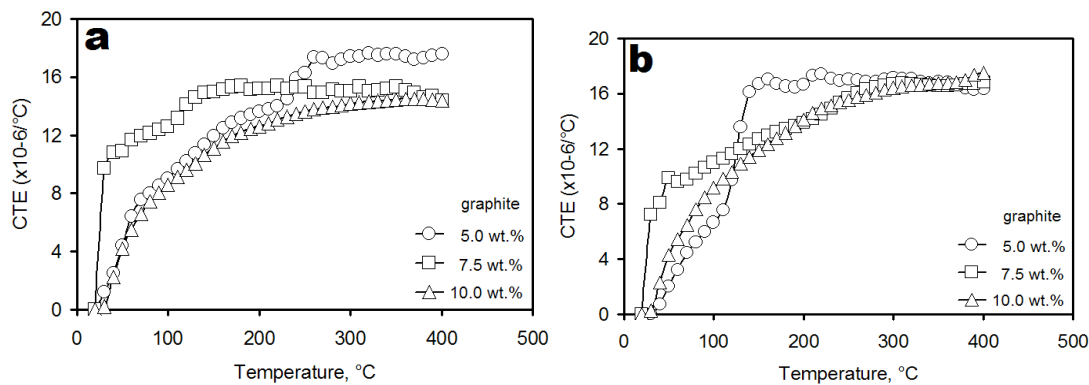 a
20
16
12
8
4
0
CTE (x10-6/°C)
graphite
5.0 wt.%
7.5 wt.%
10.0 wt.%
0 100 200 300 400 500
Temperature, °C
b
20
16
12
8
4
0
CTE (x10-6/°C)
graphite
5.0 wt.%
7.5 wt.%
10.0 wt.%
0 100 200 300 400 500
Temperature, °C